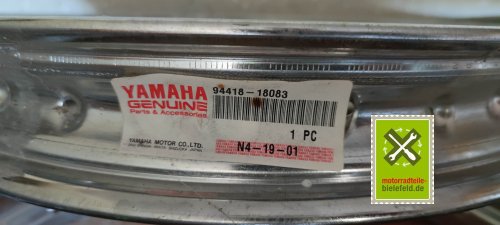 YAMAHA
GENUINE
Parts & Accessories
YAMAHA MOTOR CO.,LTD.
94418-18083
1 PC
N4-19-01
motorradteile-
bielefeld.de